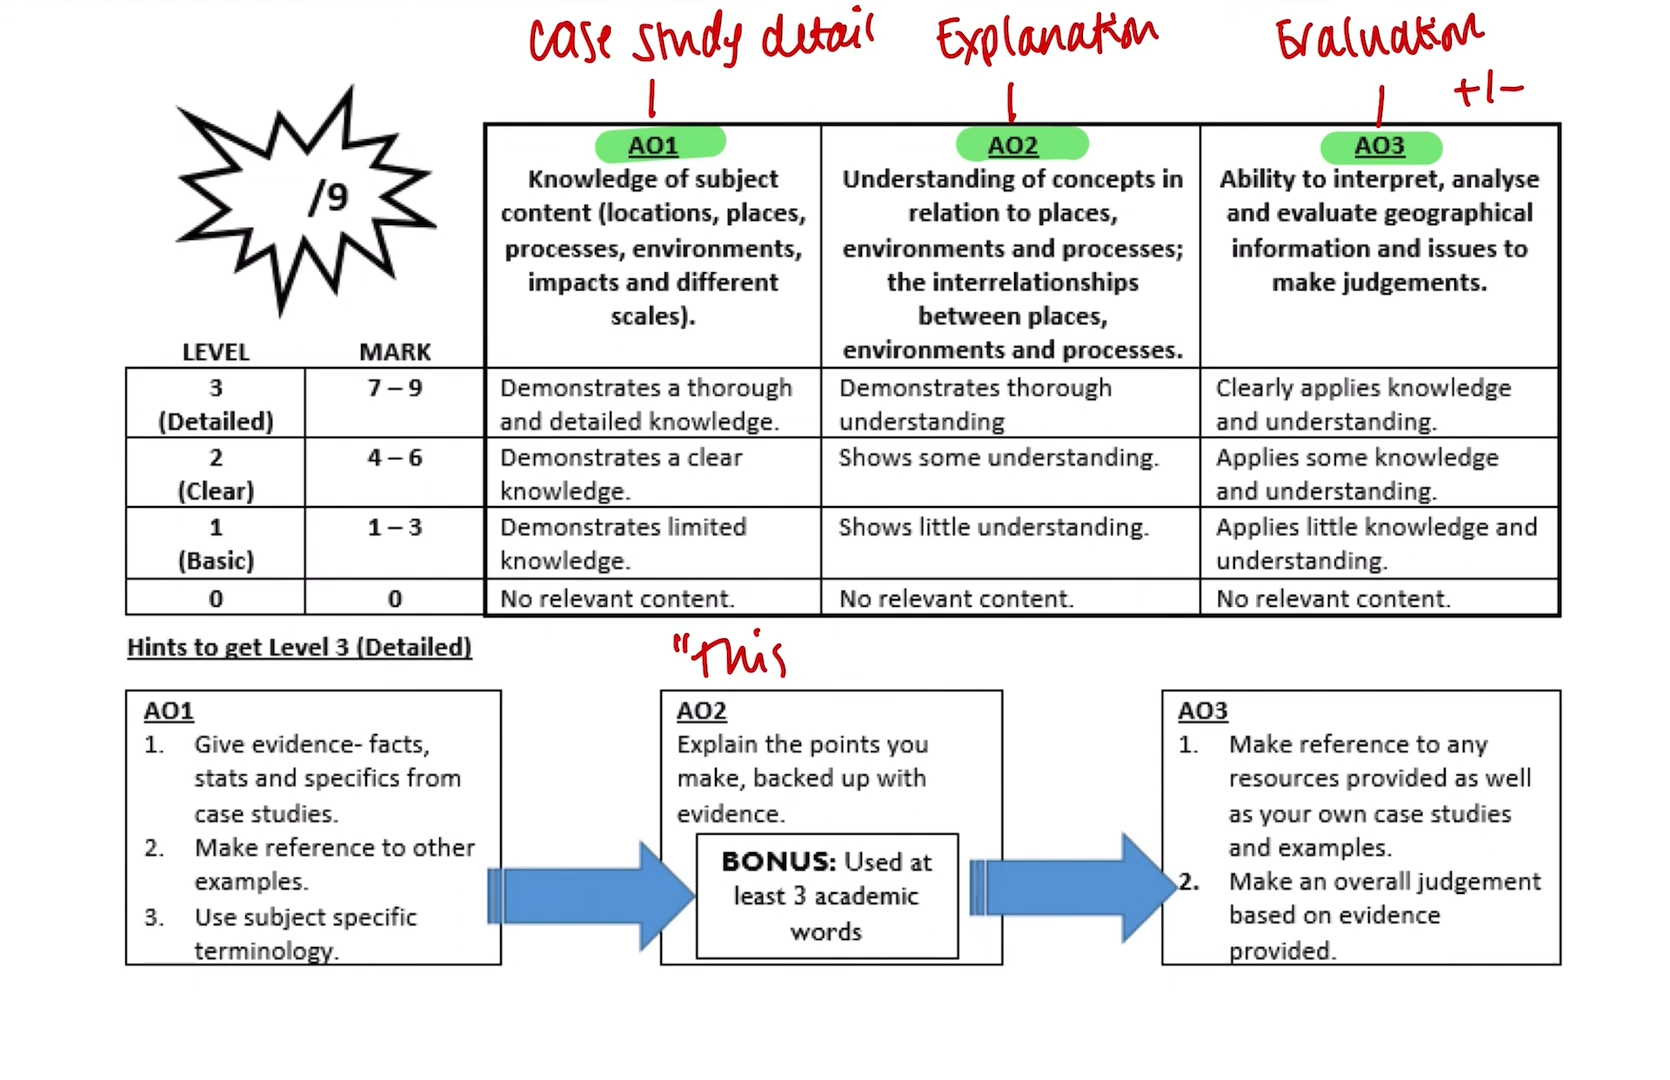 case study detail
Explanation
Evaluation
+/-
/9
LEVEL
MARK
AO1
Knowledge of subject
content (locations, places,
processes, environments,
impacts and different
scales).
AO2
Understanding of concepts in
relation to places,
environments and processes;
the interrelationships
between places,
environments and processes.
AO3
Ability to interpret, analyse
and evaluate geographical
information and issues to
make judgements.
3
(Detailed)
7 – 9
Demonstrates a thorough
and detailed knowledge.
Demonstrates thorough
understanding
Clearly applies knowledge
and understanding.
2
(Clear)
4 – 6
Demonstrates a clear
knowledge.
Shows some understanding.
Applies some knowledge
and understanding.
1
(Basic)
1 – 3
Demonstrates limited
knowledge.
Shows little understanding.
Applies little knowledge and
understanding.
0
0
No relevant content.
No relevant content.
No relevant content.
Hints to get Level 3 (Detailed)
"this
AO1
1. Give evidence- facts,
stats and specifics from
case studies.
2. Make reference to other
examples.
3. Use subject specific
terminology.
AO2
Explain the points you
make, backed up with
evidence.
BONUS: Used at
least 3 academic
words
AO3
1. Make reference to any
resources provided as well
as your own case studies
and examples.
2. Make an overall judgement
based on evidence
provided.